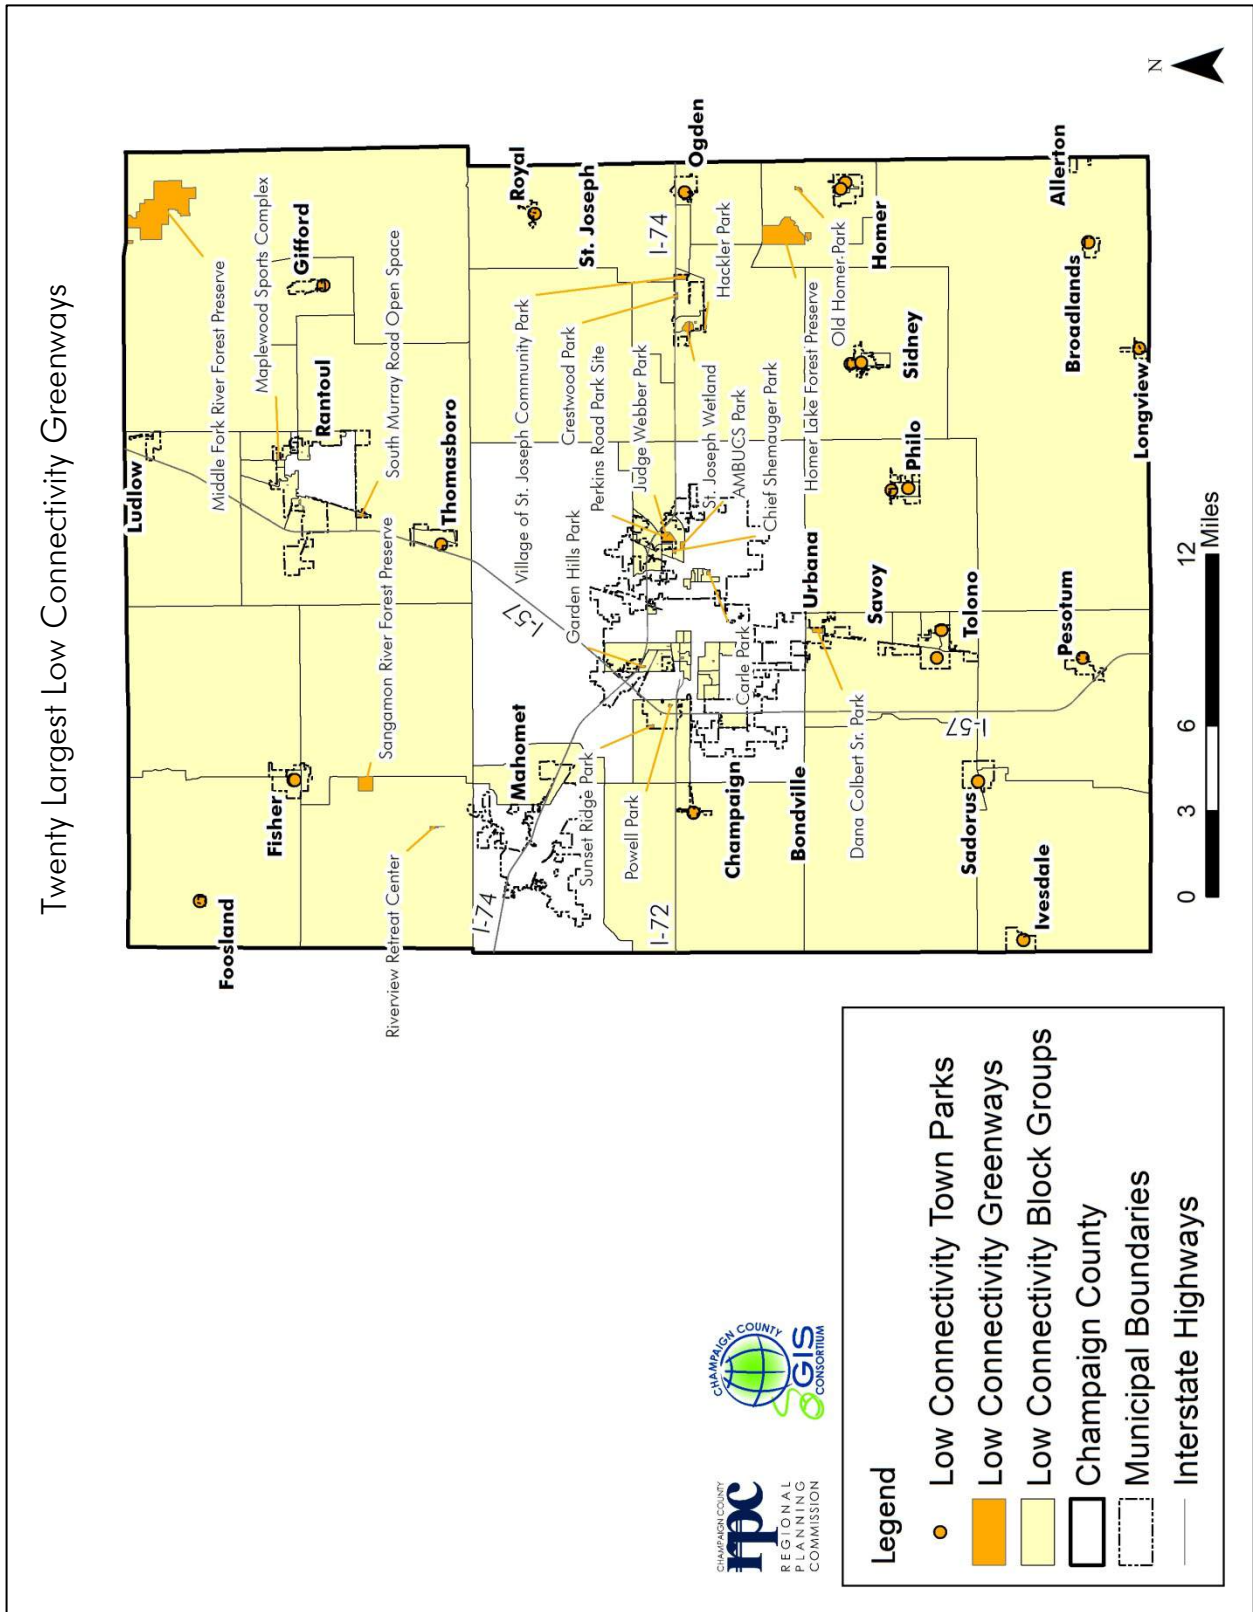 Twenty Largest Low Connectivity Greenways
N
Ludlow
Middle Fork River Forest Preserve
Maplewood Sports Complex
Gifford
Rantoul
South Murray Road Open Space
Foosland
Fisher
Sangamon River Forest Preserve
Thomasboro
Riverview Retreat Center
Royal
I-74
Mahomet
I-57
Village of St. Joseph Community Park
St. Joseph
Garden Hills Park
Crestwood Park
Sunset Ridge Park
Perkins Road Park Site
Judge Webber Park
I-72
Powell Park
I-74
Ogden
St. Joseph Wetland
Hackler Park
AMBUCS Park
Champaign
Carle Park
Chief Shemauger Park
Bondville
Urbana
Homer Lake Forest Preserve
Old Homer Park
Dana Colbert Sr. Park
Savoy
Homer
Philo
Sidney
I-57
Sadorus
Tolono
Ivesdale
Pesotum
Broadlands
Allerton
Longview
0 3 6 12
Miles
CHAMPAIGN COUNTY
rpc
REGIONAL
PLANNING
COMMISSION
CHAMPAIGN COUNTY
GIS
CONSORTIUM
Legend
Low Connectivity Town Parks
Low Connectivity Greenways
Low Connectivity Block Groups
Champaign County
Municipal Boundaries
Interstate Highways